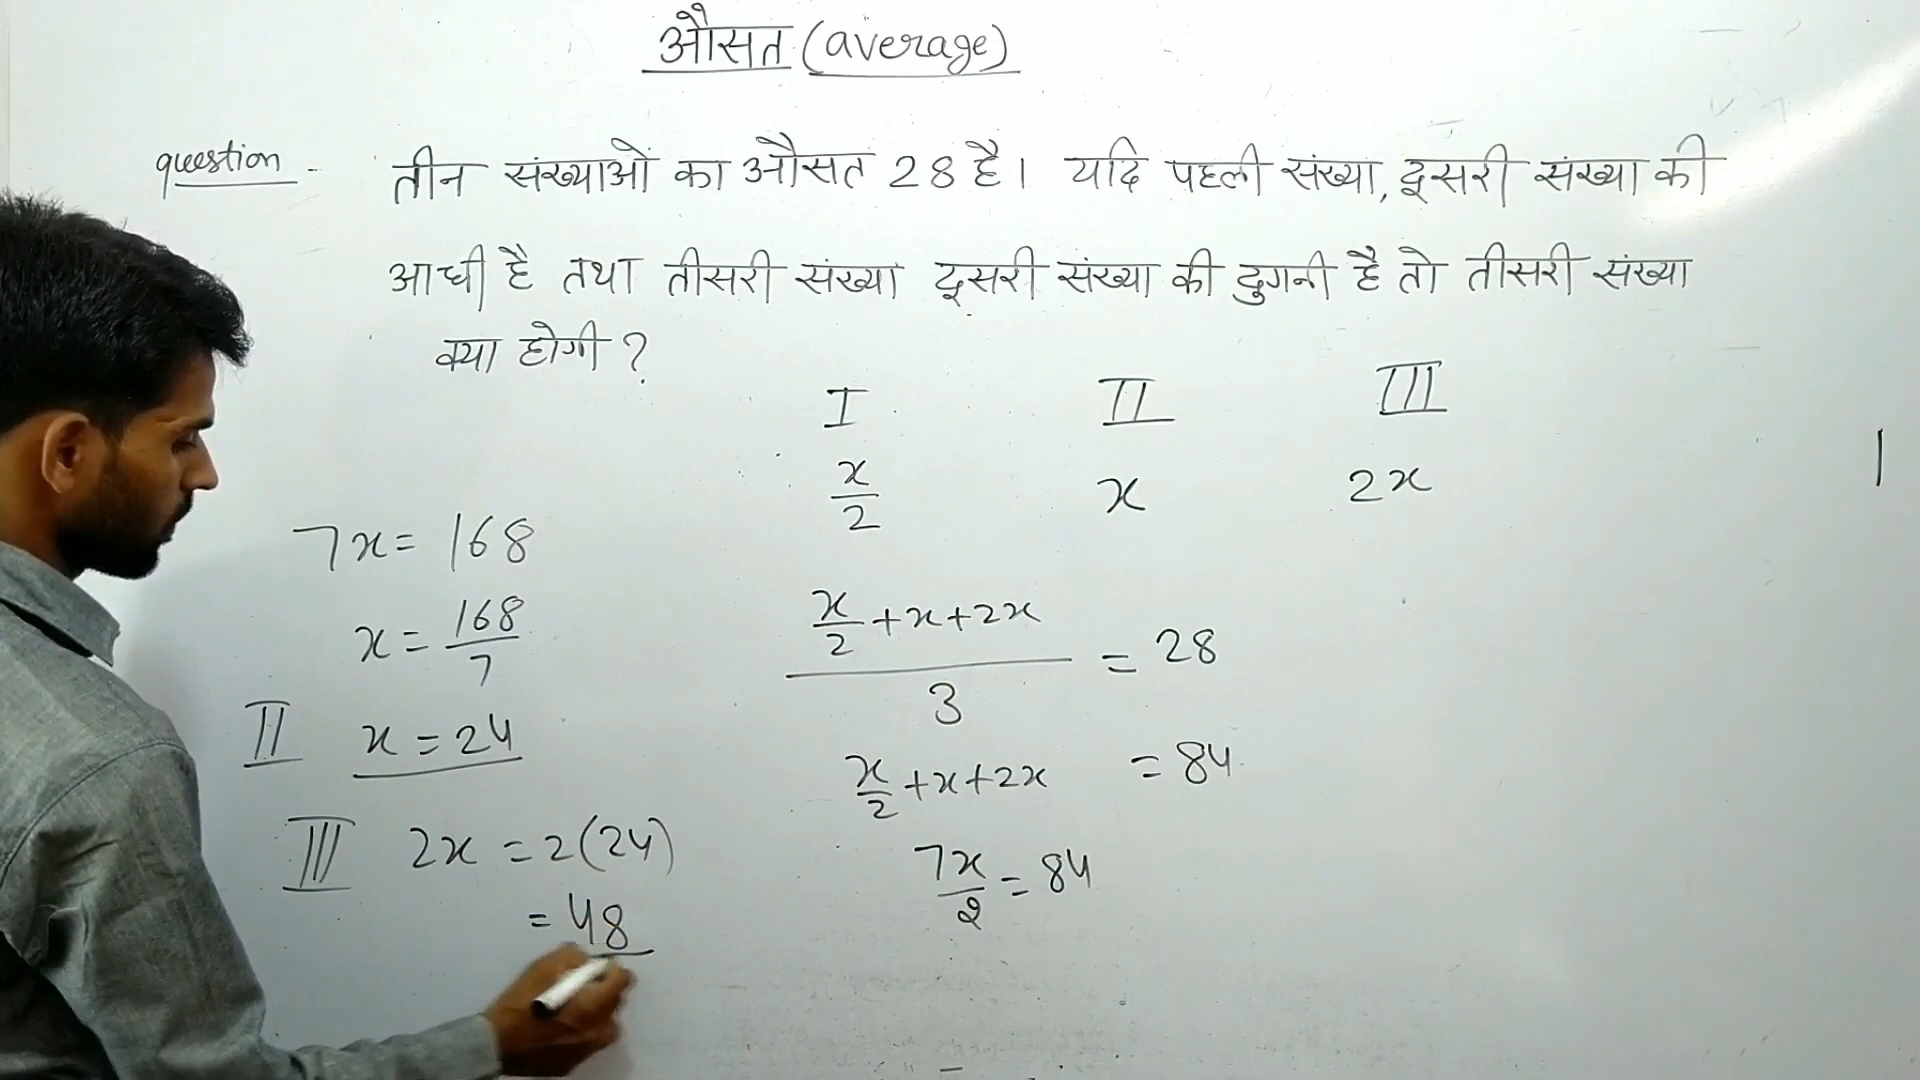 औसत (average)
question - तीन संख्याओं का औसत 28 है। यदि पहली संख्या, दूसरी संख्या की
आधी है तथा तीसरी संख्या दूसरी संख्या की दुगनी है तो तीसरी संख्या
क्या होगी ?
I II III
x/2 x 2x
(x/2 + x + 2x)/3 = 28
x/2 + x + 2x = 84
7x/2 = 84
7x = 168
x = 168/7
II x = 24
III 2x = 2(24)
= 48